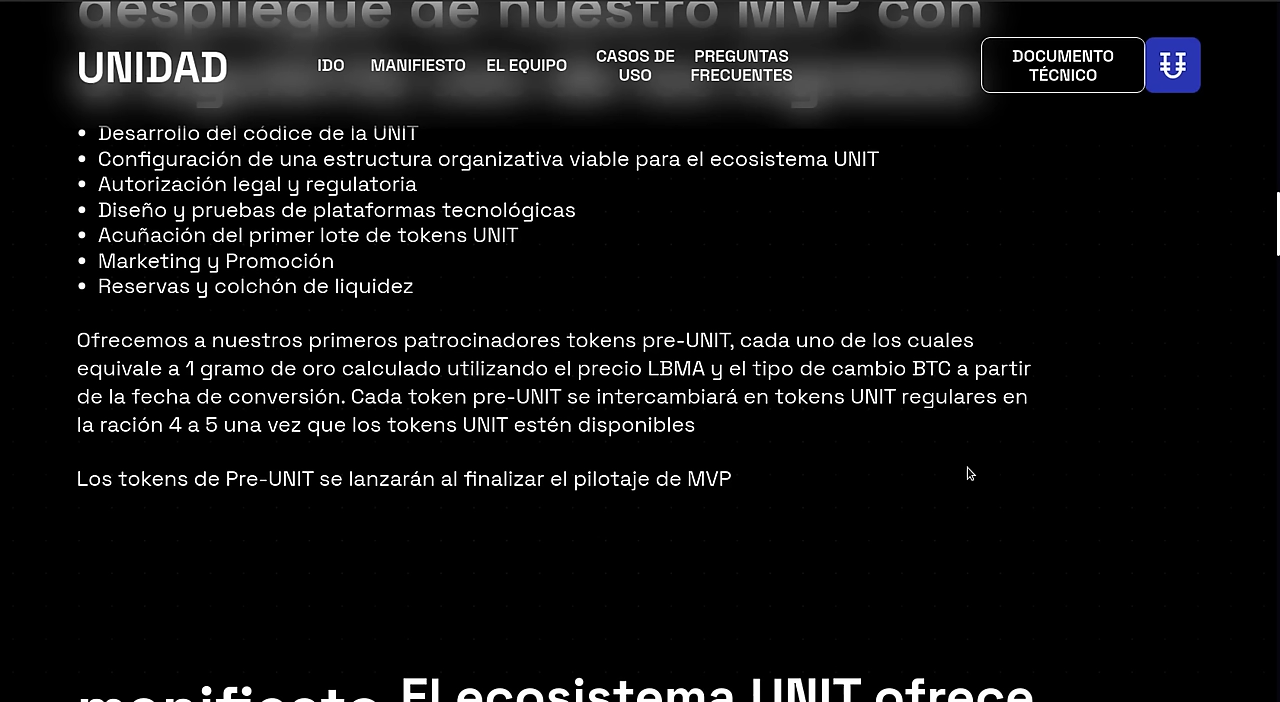 despliegue de nuestro MVP con
UNIDAD
IDO
MANIFIESTO
EL EQUIPO
CASOS DE
USO
PREGUNTAS
FRECUENTES
DOCUMENTO
TÉCNICO
• Desarrollo del códice de la UNIT
• Configuración de una estructura organizativa viable para el ecosistema UNIT
• Autorización legal y regulatoria
• Diseño y pruebas de plataformas tecnológicas
• Acuñación del primer lote de tokens UNIT
• Marketing y Promoción
• Reservas y colchón de liquidez
Ofrecemos a nuestros primeros patrocinadores tokens pre-UNIT, cada uno de los cuales
equivale a 1 gramo de oro calculado utilizando el precio LBMA y el tipo de cambio BTC a partir
de la fecha de conversión. Cada token pre-UNIT se intercambiará en tokens UNIT regulares en
la ración 4 a 5 una vez que los tokens UNIT estén disponibles
Los tokens de Pre-UNIT se lanzarán al finalizar el pilotaje de MVP
manifiesto El ecosistema UNIT ofrece